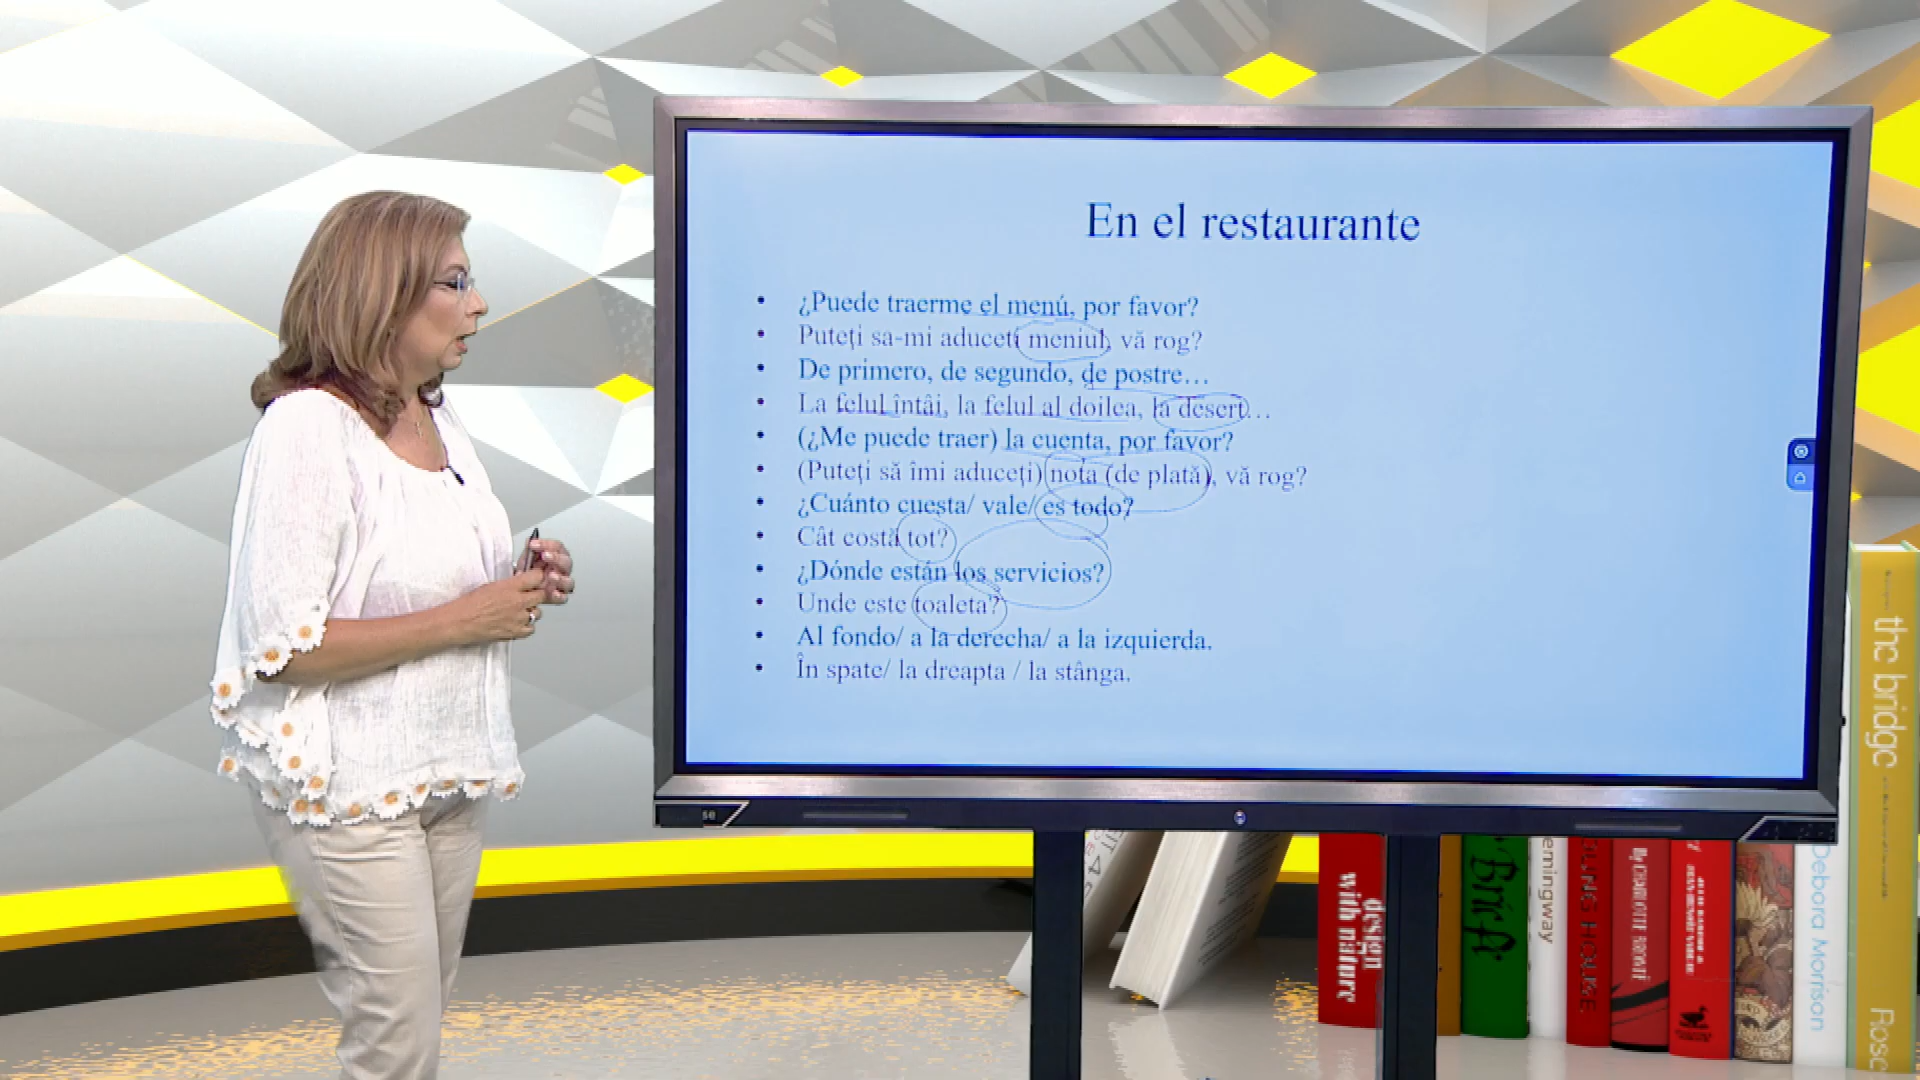 En el restaurante
• ¿Puede traerme el menú, por favor?
• Puteți sa-mi aduceti meniul, vă rog?
• De primero, de segundo, de postre…
• La felul întâi, la felul al doilea, la desert…
• (¿Me puede traer) la cuenta, por favor?
• (Puteți să îmi aduceți) nota (de plată), vă rog?
• ¿Cuánto cuesta/ vale/ es todo?
• Cât costă tot?
• ¿Dónde están los servicios?
• Unde este toaleta?
• Al fondo/ a la derecha/ a la izquierda.
• În spate/ la dreapta / la stânga.
se
the bridge
design
with nature
Debora Morrison